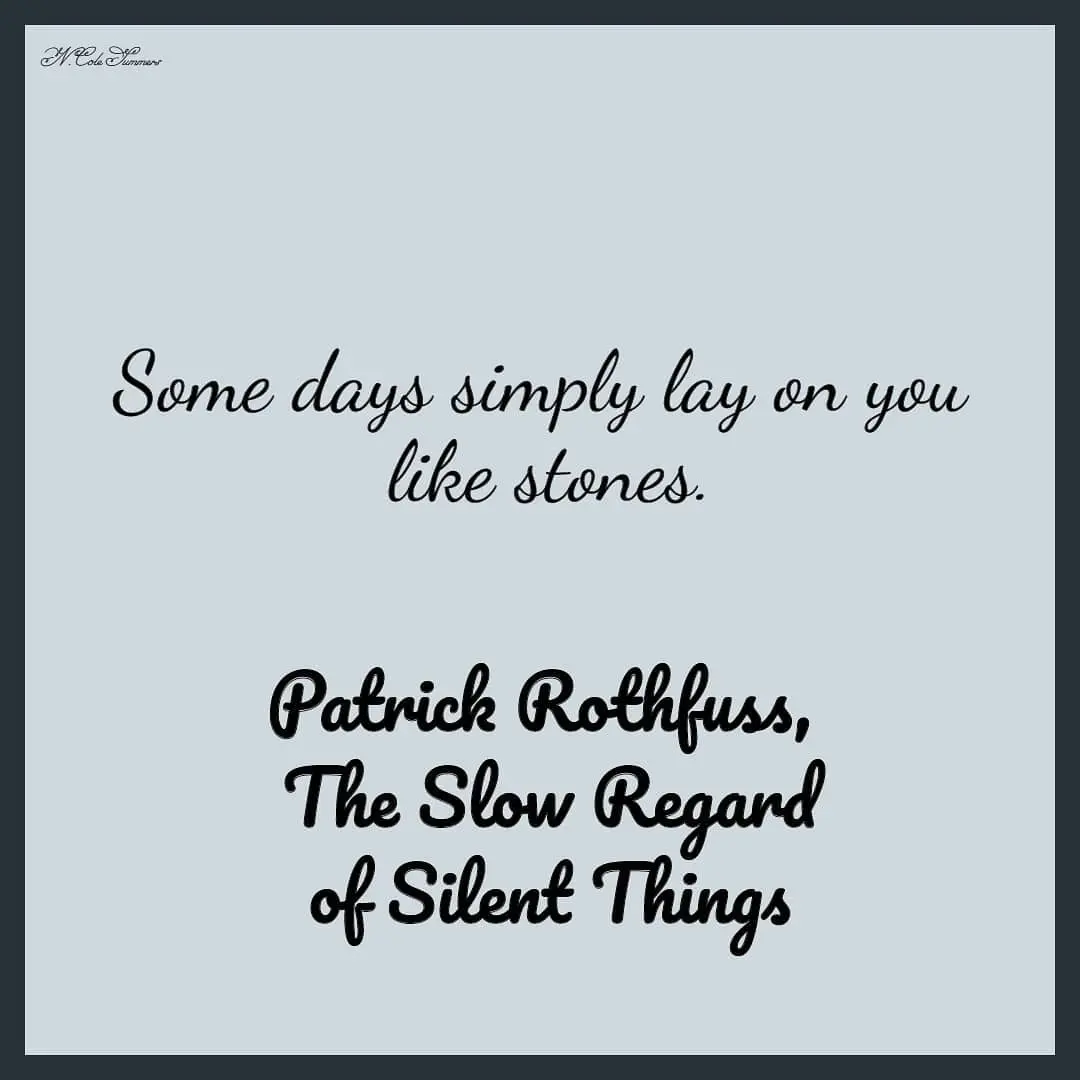 N. Cole Summers
Some days simply lay on you
like stones.
Patrick Rothfuss,
The Slow Regard
of Silent Things